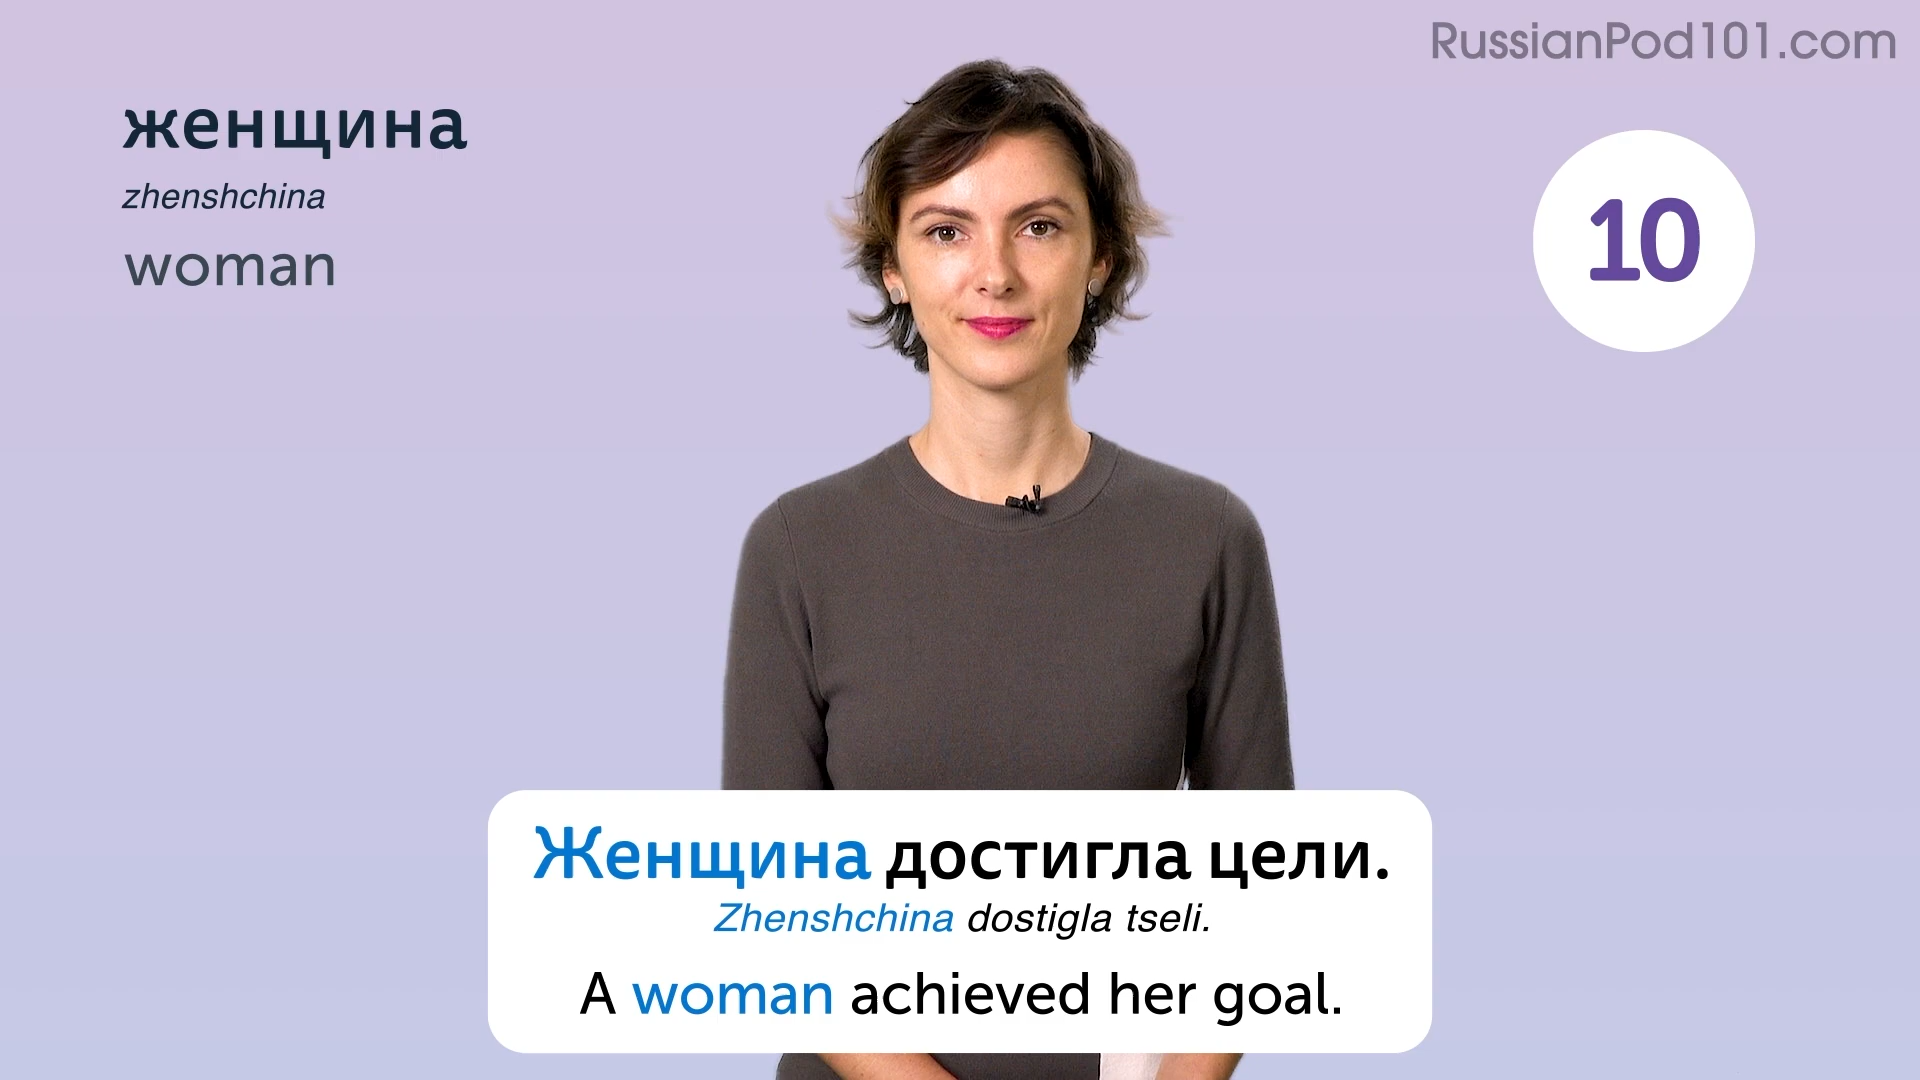 RussianPod101.com
женщина
zhenshchina
woman
10
Женщина достигла цели.
Zhenshchina dostigla tseli.
A woman achieved her goal.